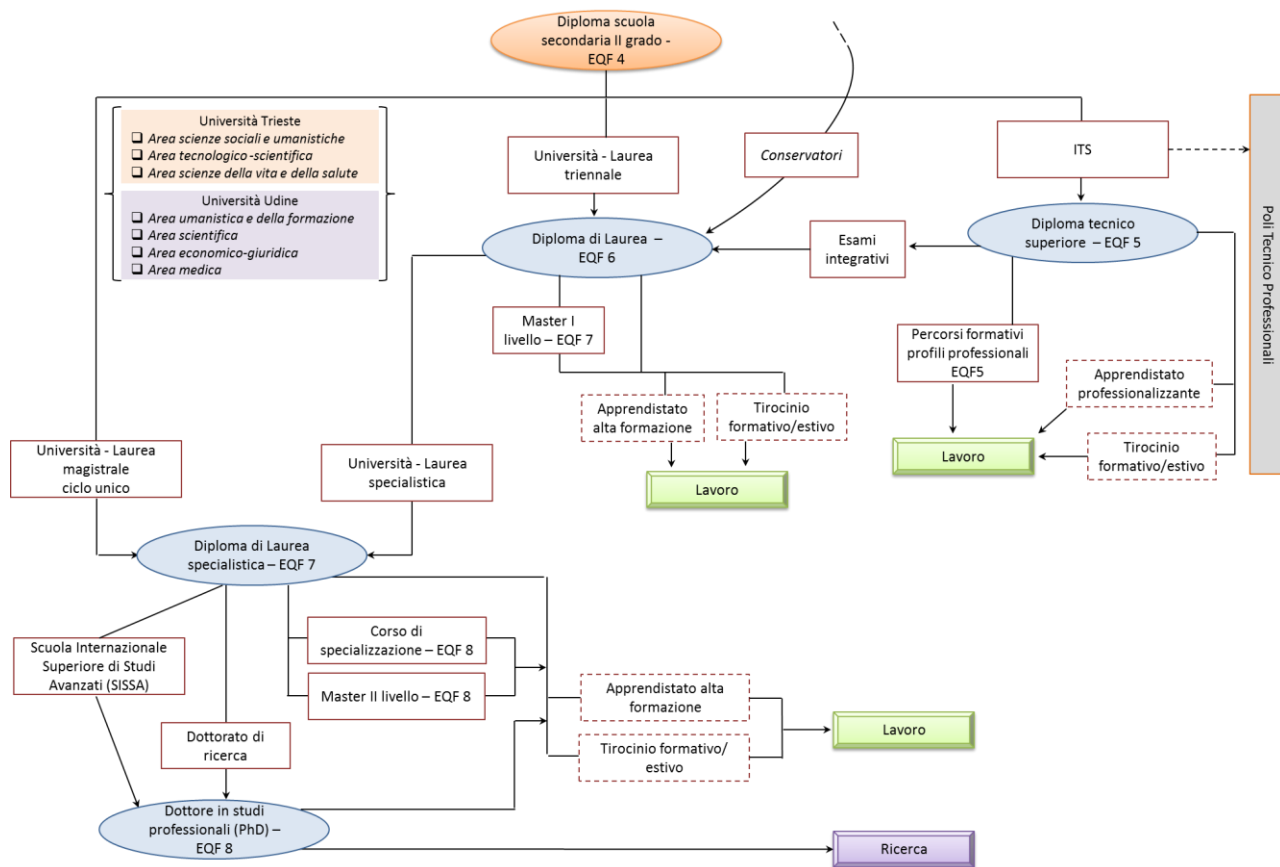 Diploma scuola
secondaria II grado -
EQF 4
Università Trieste
❑ Area scienze sociali e umanistiche
❑ Area tecnologico -scientifica
❑ Area scienze della vita e della salute
Università Udine
❑ Area umanistica e della formazione
❑ Area scientifica
❑ Area economico-giuridica
❑ Area medica
Università - Laurea
triennale
Conservatori
ITS
Poli Tecnico Professionali
Diploma di Laurea –
EQF 6
Esami
integrativi
Diploma tecnico
superiore – EQF 5
Master I
livello – EQF 7
Percorsi formativi
profili professionali
EQF5
Apprendistato
professionalizzante
Apprendistato
alta formazione
Tirocinio
formativo/estivo
Tirocinio
formativo/estivo
Lavoro
Lavoro
Università - Laurea
magistrale
ciclo unico
Università - Laurea
specialistica
Diploma di Laurea
specialistica – EQF 7
Scuola Internazionale
Superiore di Studi
Avanzati (SISSA)
Corso di
specializzazione – EQF 8
Master II livello – EQF 8
Dottorato di
ricerca
Apprendistato alta
formazione
Tirocinio formativo/
estivo
Lavoro
Dottore in studi
professionali (PhD) –
EQF 8
Ricerca